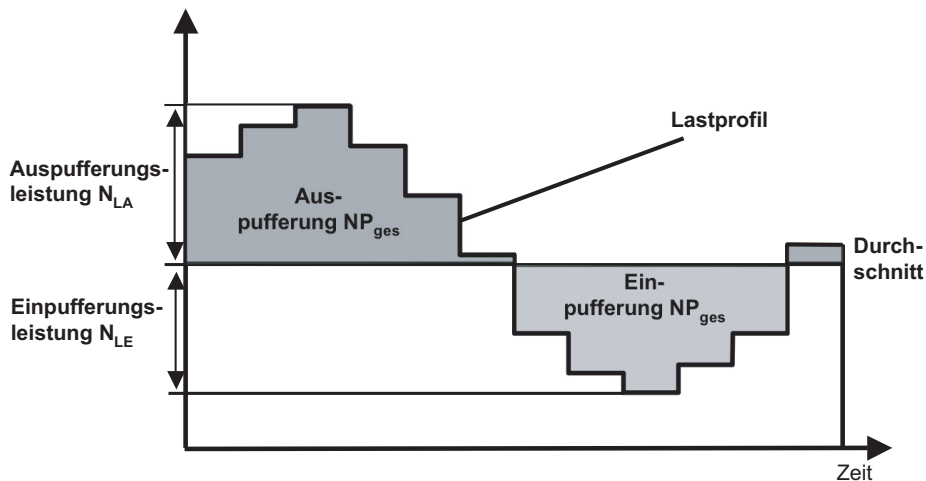 Lastprofil
Auspufferungs-
leistung N_LA
Aus-
pufferung NP_ges
Durch-
schnitt
Ein-
pufferung NP_ges
Einpufferungs-
leistung N_LE
Zeit